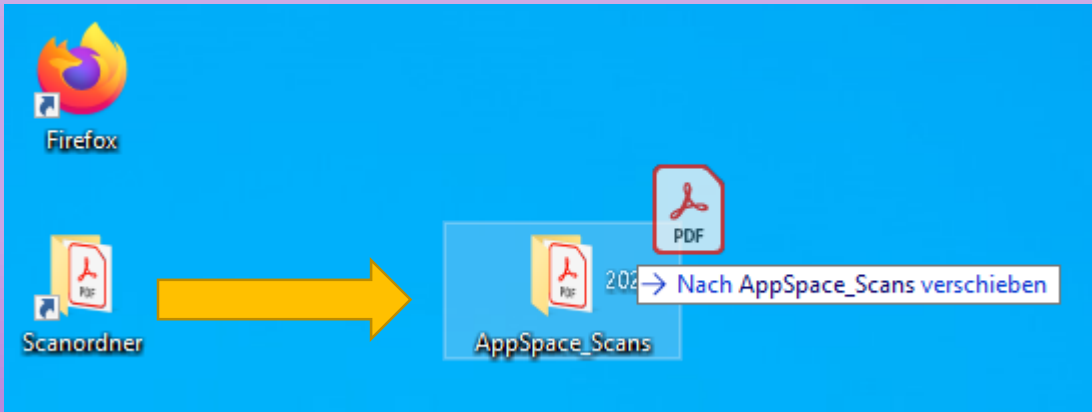 Firefox
PDF
PDF
PDF
202
→ Nach AppSpace_Scans verschieben
Scanordner
AppSpace_Scans